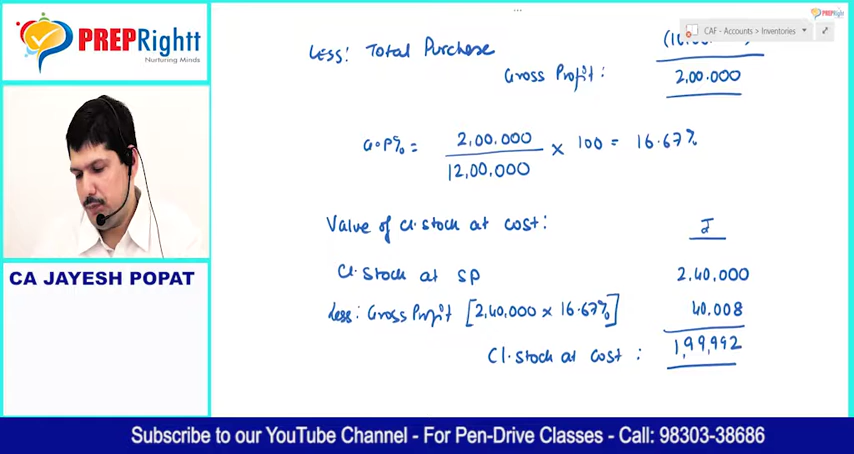 PREPRightt
Nurturing Minds
CAF - Accounts > Inventories
PREPRightt
Less: Total Purchase
Gross Profit: 2,00,000
G.P% = 2,00,000 / 12,00,000 × 100 = 16.67%
Value of Cl. stock at cost: ₹
Cl. Stock at SP 2,40,000
Less: Gross Profit [2,40,000 × 16.67%] 40,008
Cl. stock at cost: 1,99,992
CA JAYESH POPAT
Subscribe to our YouTube Channel - For Pen-Drive Classes - Call: 98303-38686